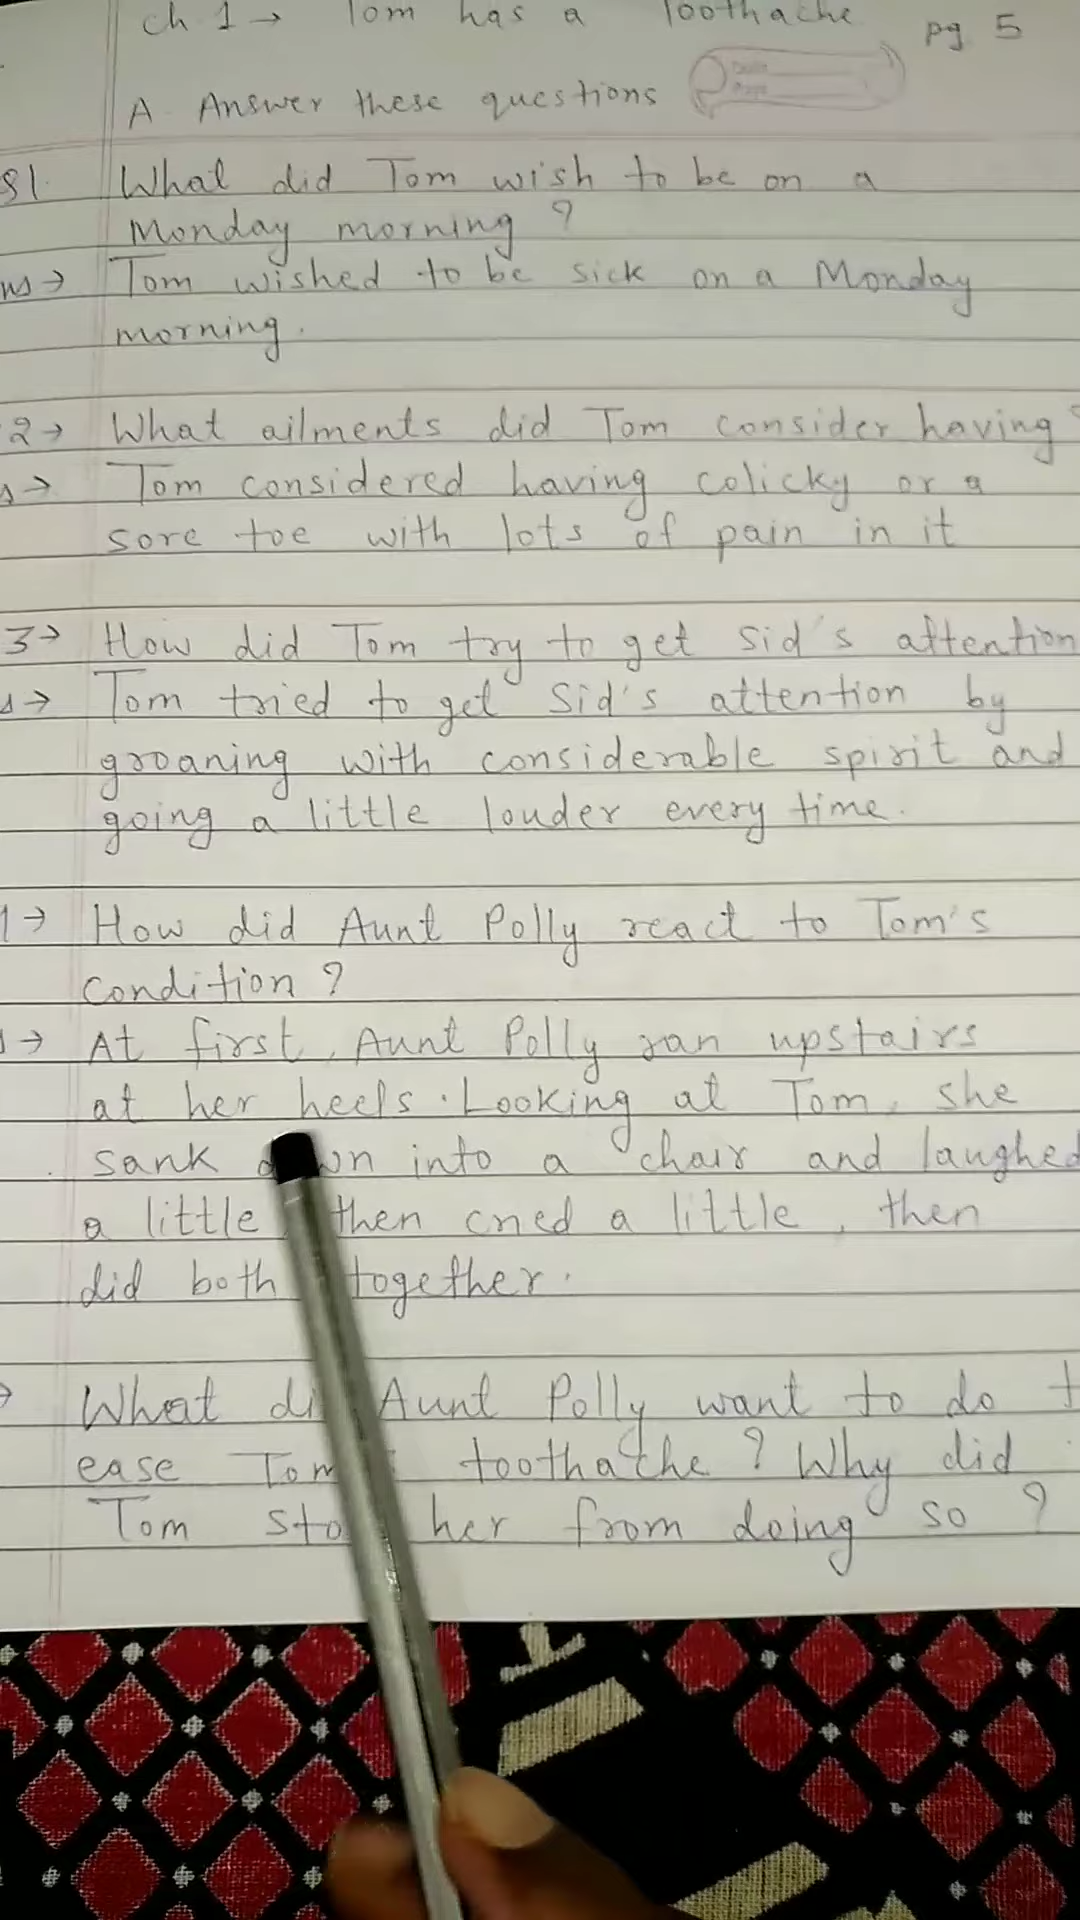 Ch 1 → Tom has a Toothache pg. 5
A. Answer these questions
Date
Page
81. What did Tom wish to be on a
Monday morning ?
ns → Tom wished to be sick on a Monday
morning.
2 → What ailments did Tom consider having ?
s → Tom considered having colicky or a
sore toe with lots of pain in it
3 → How did Tom try to get Sid's attention
s → Tom tried to get Sid's attention by
groaning with considerable spirit and
going a little louder every time.
→ How did Aunt Polly react to Tom's
condition ?
→ At first, Aunt Polly ran upstairs
at her heels. Looking at Tom, she
sank down into a chair and laughed
a little, then cried a little, then
did both together.
What Aunt Polly want to do
ease toothache ? Why did
Tom her from doing so ?